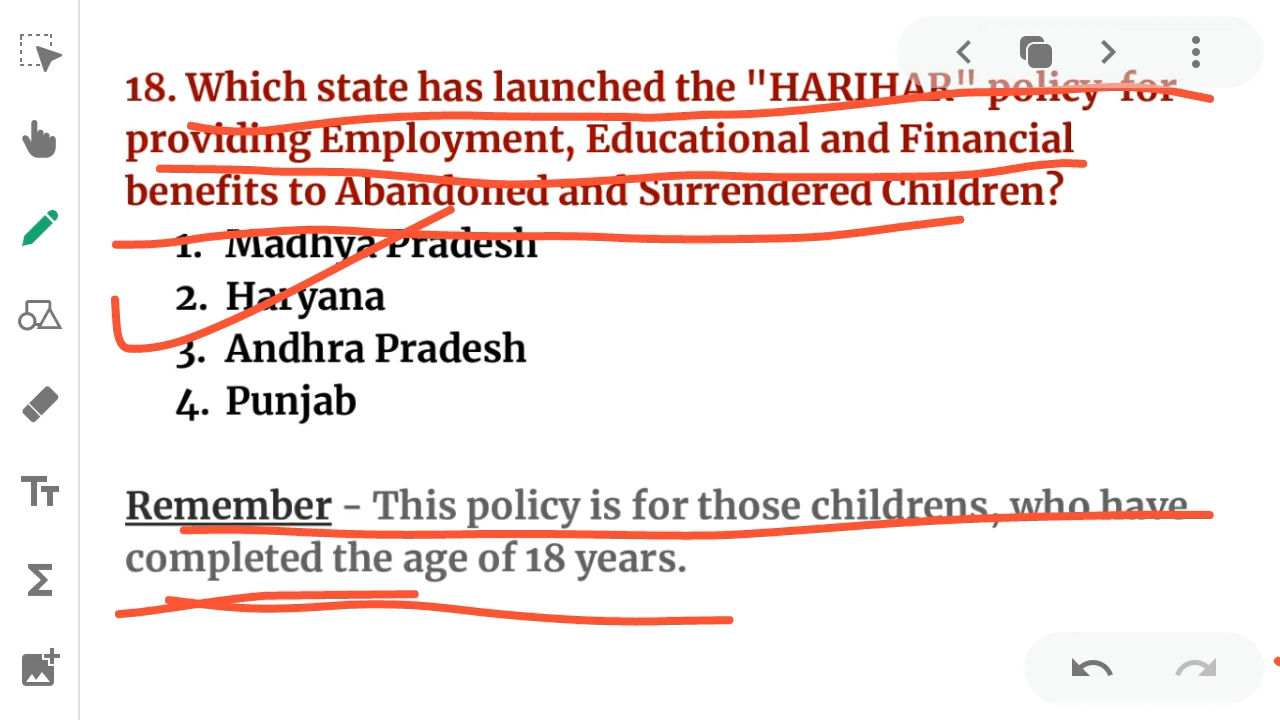 18. Which state has launched the "HARIHAR" policy for
providing Employment, Educational and Financial
benefits to Abandoned and Surrendered Children?
1. Madhya Pradesh
2. Haryana
3. Andhra Pradesh
4. Punjab
Remember - This policy is for those childrens, who have
completed the age of 18 years.